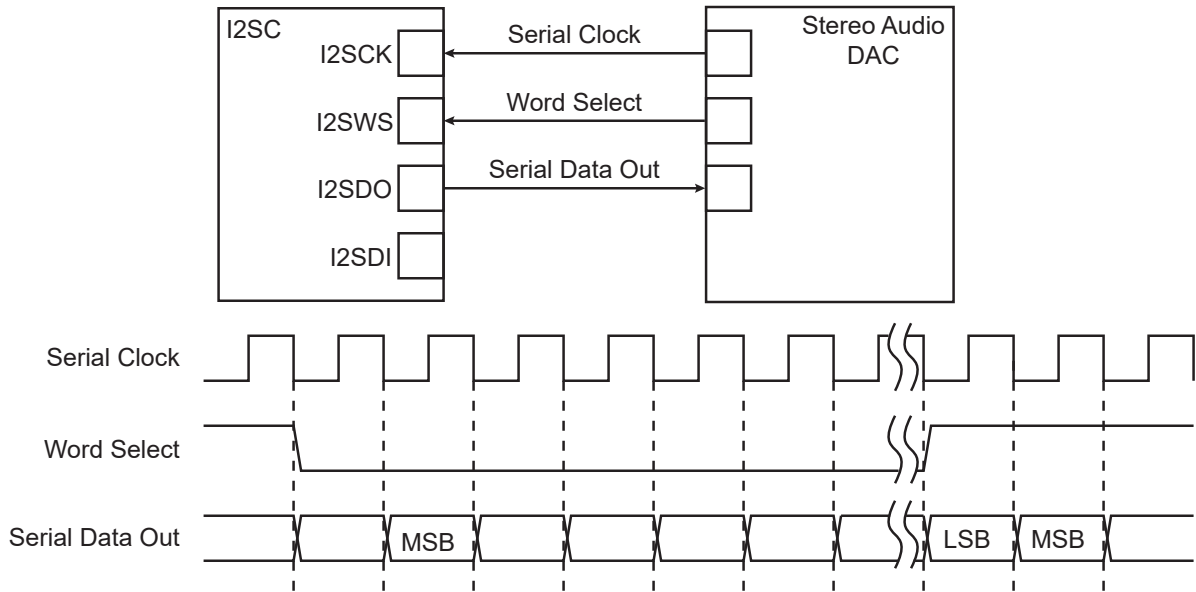 I2SC
Stereo Audio
DAC
I2SCK
Serial Clock
I2SWS
Word Select
I2SDO
Serial Data Out
I2SDI
Serial Clock
Word Select
Serial Data Out
MSB
LSB
MSB